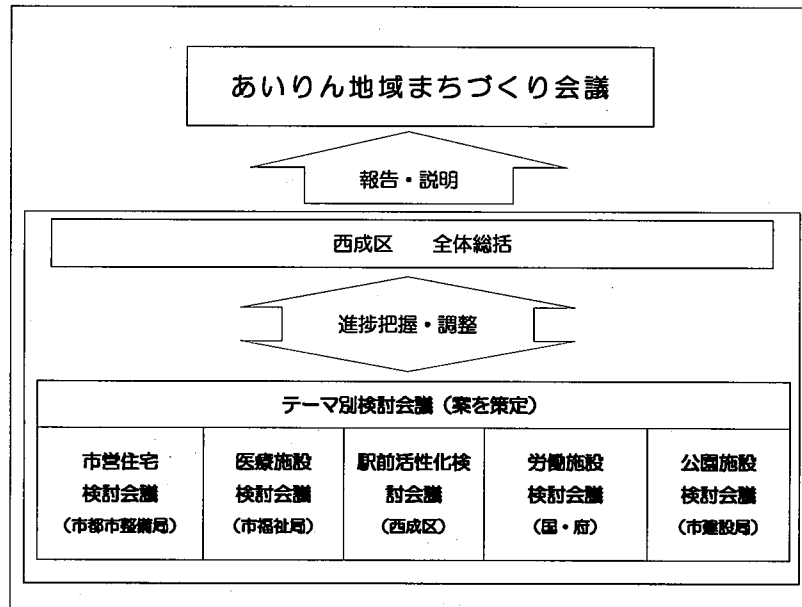 あいりん地域まちづくり会議
報告・説明
西成区　全体総括
進捗把握・調整
テーマ別検討会議（案を策定）
市営住宅
検討会議
（市都市整備局）
医療施設
検討会議
（市福祉局）
駅前活性化検
討会議
（西成区）
労働施設
検討会議
（国・府）
公園施設
検討会議
（市建設局）